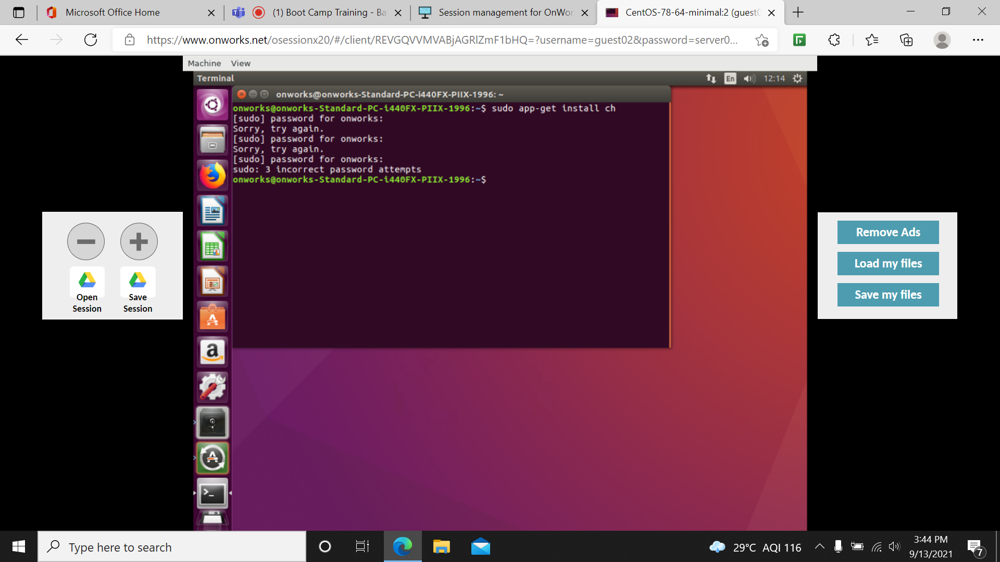 Microsoft Office Home
(1) Boot Camp Training - Ba
Session management for OnWor
CentOS-78-64-minimal:2 (guest0
https://www.onworks.net/osessionx20/#/client/REVGQVVMVABjAGRlZmF1bHQ=?username=guest02&password=server0...
Machine View
Terminal
En
12:14
onworks@onworks-Standard-PC-i440FX-PIIX-1996: ~
onworks@onworks-Standard-PC-i440FX-PIIX-1996:~$ sudo app-get install ch
[sudo] password for onworks:
Sorry, try again.
[sudo] password for onworks:
Sorry, try again.
[sudo] password for onworks:
sudo: 3 incorrect password attempts
onworks@onworks-Standard-PC-i440FX-PIIX-1996:~$
Open
Session
Save
Session
Remove Ads
Load my files
Save my files
Type here to search
29°C AQI 116
3:44 PM
9/13/2021
7